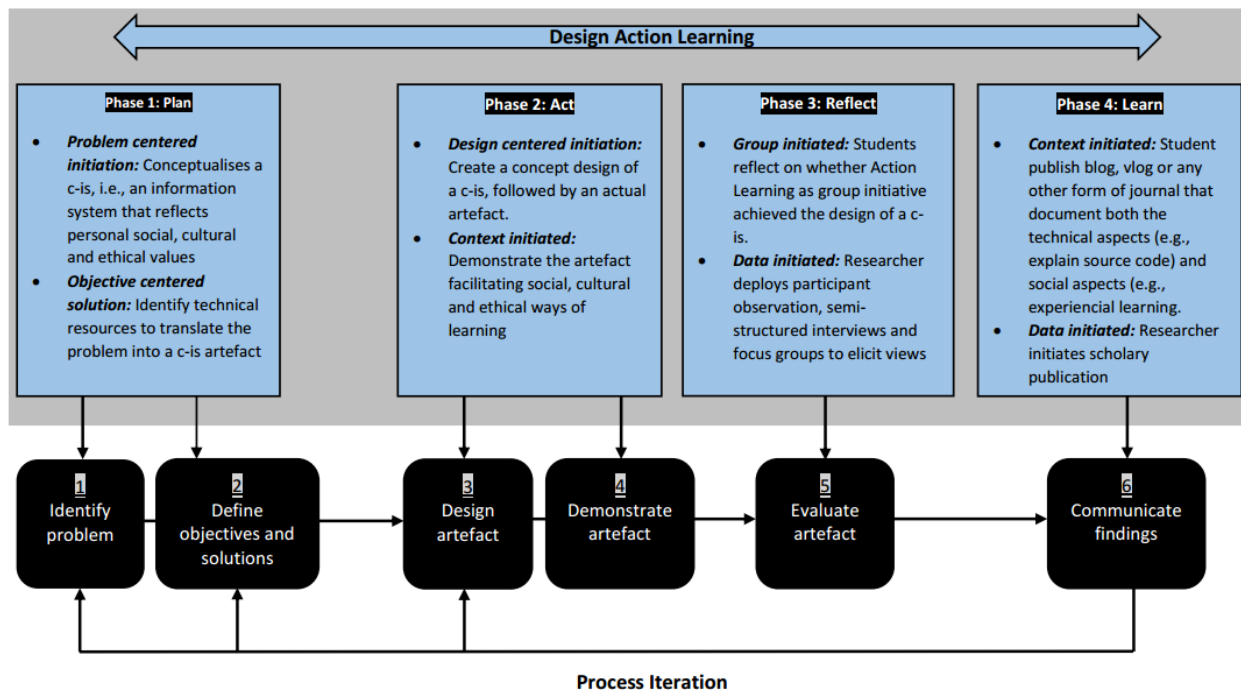 Design Action Learning
Phase 1: Plan
• Problem centered
initiation: Conceptualises a
c-is, i.e., an information
system that reflects
personal social, cultural
and ethical values
• Objective centered
solution: Identify technical
resources to translate the
problem into a c-is artefact
Phase 2: Act
• Design centered initiation:
Create a concept design of
a c-is, followed by an actual
artefact.
• Context initiated:
Demonstrate the artefact
facilitating social, cultural
and ethical ways of
learning
Phase 3: Reflect
• Group initiated: Students
reflect on whether Action
Learning as group initiative
achieved the design of a c-
is.
• Data initiated: Researcher
deploys participant
observation, semi-
structured interviews and
focus groups to elicit views
Phase 4: Learn
• Context initiated: Student
publish blog, vlog or any
other form of journal that
document both the
technical aspects (e.g.,
explain source code) and
social aspects (e.g.,
experiencial learning.
• Data initiated: Researcher
initiates scholary
publication
1
Identify
problem
2
Define
objectives and
solutions
3
Design
artefact
4
Demonstrate
artefact
5
Evaluate
artefact
6
Communicate
findings
Process Iteration